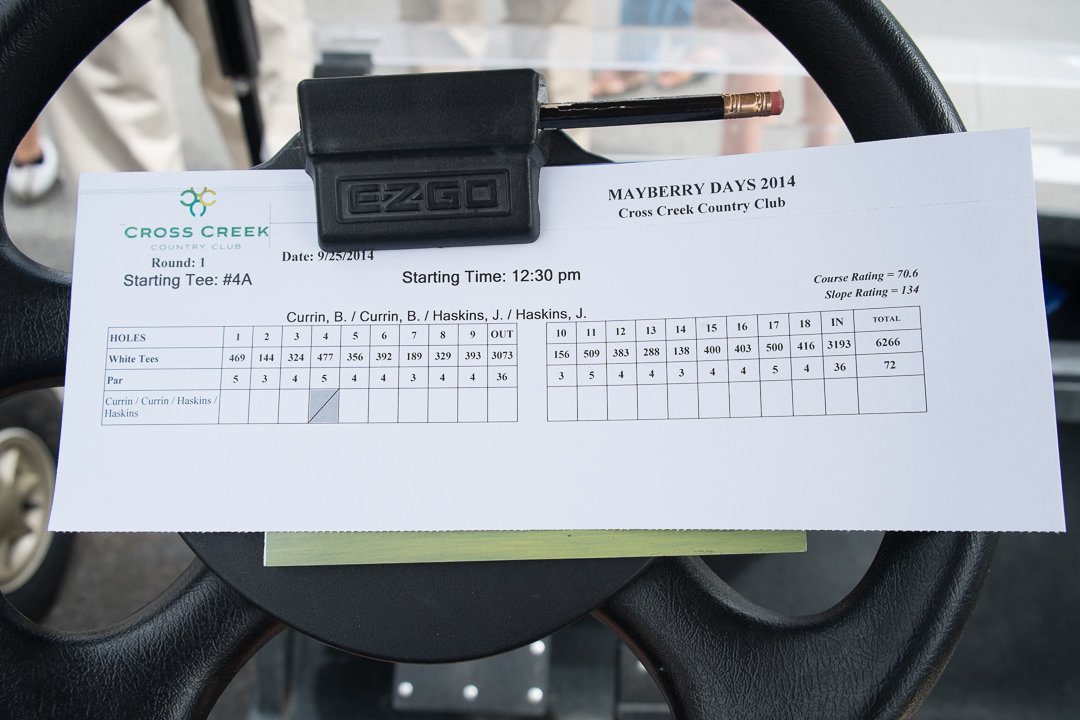 EZGO
MAYBERRY DAYS 2014
Cross Creek Country Club
CROSS CREEK
COUNTRY CLUB
Round: 1
Date: 9/25/2014
Starting Tee: #4A
Starting Time: 12:30 pm
Course Rating = 70.6
Slope Rating = 134
Currin, B. / Currin, B. / Haskins, J. / Haskins, J.
HOLES 1 2 3 4 5 6 7 8 9 OUT 10 11 12 13 14 15 16 17 18 IN TOTAL
White Tees 469 144 324 477 356 392 189 329 393 3073 156 509 383 288 138 400 403 500 416 3193 6266
Par 5 3 4 5 4 4 3 4 4 36 3 5 4 4 3 4 4 5 4 36 72
Currin / Currin / Haskins /
Haskins